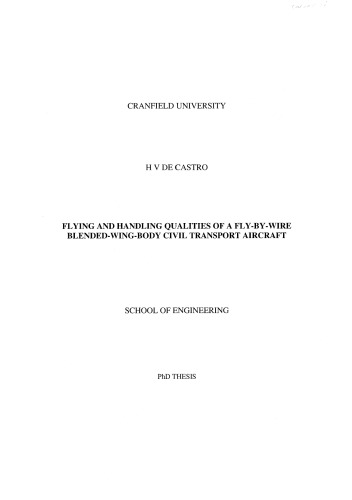 CRANFIELD UNIVERSITY
H V DE CASTRO
FLYING AND HANDLING QUALITIES OF A FLY-BY-WIRE
BLENDED-WING-BODY CIVIL TRANSPORT AIRCRAFT
SCHOOL OF ENGINEERING
PhD THESIS